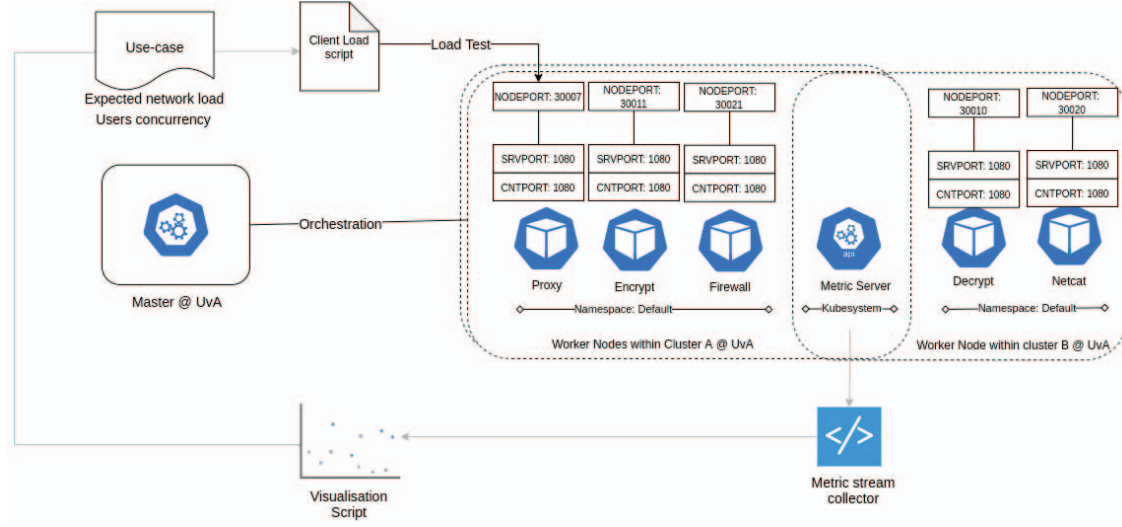 Use-case
Expected network load
Users concurrency
Client Load
script
Load Test
NODEPORT: 30007
NODEPORT:
30011
NODEPORT:
30021
NODEPORT:
30010
NODEPORT:
30020
SRVPORT: 1080
SRVPORT: 1080
SRVPORT: 1080
SRVPORT: 1080
SRVPORT: 1080
CNTPORT: 1080
CNTPORT: 1080
CNTPORT: 1080
CNTPORT: 1080
CNTPORT: 1080
Orchestration
Master @ UvA
api
Proxy
Encrypt
Firewall
Metric Server
Decrypt
Netcat
Namespace: Default
Kubesystem
Namespace: Default
Worker Nodes within Cluster A @ UvA
Worker Node within cluster B @ UvA
</>
Metric stream
collector
Visualisation
Script